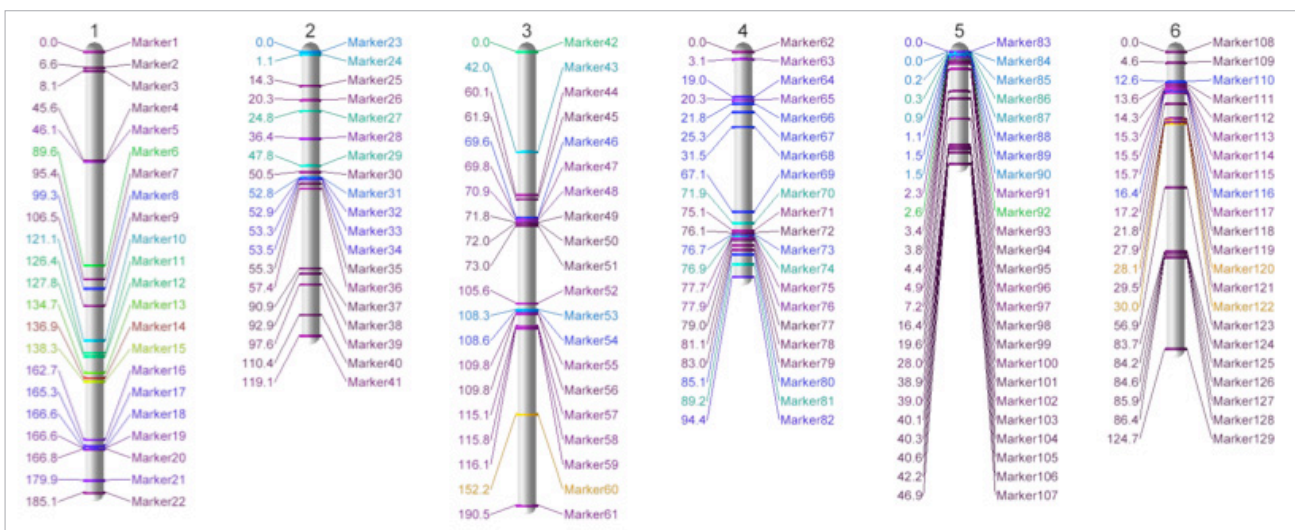 1
0.0 Marker1
6.6 Marker2
8.1 Marker3
45.6 Marker4
46.1 Marker5
89.6 Marker6
95.4 Marker7
99.3 Marker8
106.5 Marker9
121.1 Marker10
126.4 Marker11
127.8 Marker12
134.7 Marker13
136.9 Marker14
138.3 Marker15
162.7 Marker16
165.3 Marker17
166.6 Marker18
166.6 Marker19
166.8 Marker20
179.9 Marker21
185.1 Marker22
2
0.0 Marker23
1.1 Marker24
14.3 Marker25
20.3 Marker26
24.8 Marker27
36.4 Marker28
47.8 Marker29
50.5 Marker30
52.8 Marker31
52.9 Marker32
53.3 Marker33
53.5 Marker34
55.3 Marker35
57.4 Marker36
90.9 Marker37
92.9 Marker38
97.6 Marker39
110.4 Marker40
119.1 Marker41
3
0.0 Marker42
42.0 Marker43
60.1 Marker44
61.9 Marker45
69.6 Marker46
69.8 Marker47
70.9 Marker48
71.8 Marker49
72.0 Marker50
73.0 Marker51
105.6 Marker52
108.3 Marker53
108.6 Marker54
109.8 Marker55
109.8 Marker56
115.1 Marker57
115.8 Marker58
116.1 Marker59
152.2 Marker60
190.5 Marker61
4
0.0 Marker62
3.1 Marker63
19.0 Marker64
20.3 Marker65
21.8 Marker66
25.3 Marker67
31.5 Marker68
67.1 Marker69
71.9 Marker70
75.1 Marker71
76.1 Marker72
76.7 Marker73
76.9 Marker74
77.7 Marker75
77.9 Marker76
79.0 Marker77
81.1 Marker78
83.0 Marker79
85.1 Marker80
89.2 Marker81
94.4 Marker82
5
0.0 Marker83
0.0 Marker84
0.2 Marker85
0.3 Marker86
0.9 Marker87
1.1 Marker88
1.5 Marker89
1.5 Marker90
2.3 Marker91
2.6 Marker92
3.4 Marker93
3.8 Marker94
4.4 Marker95
4.9 Marker96
7.2 Marker97
16.4 Marker98
19.6 Marker99
28.0 Marker100
38.9 Marker101
39.0 Marker102
40.1 Marker103
40.3 Marker104
40.6 Marker105
42.2 Marker106
46.9 Marker107
6
0.0 Marker108
4.6 Marker109
12.6 Marker110
13.6 Marker111
14.3 Marker112
15.3 Marker113
15.5 Marker114
15.7 Marker115
16.4 Marker116
17.2 Marker117
21.8 Marker118
27.9 Marker119
28.1 Marker120
29.5 Marker121
30.0 Marker122
56.9 Marker123
83.7 Marker124
84.2 Marker125
84.6 Marker126
85.9 Marker127
86.4 Marker128
124.7 Marker129